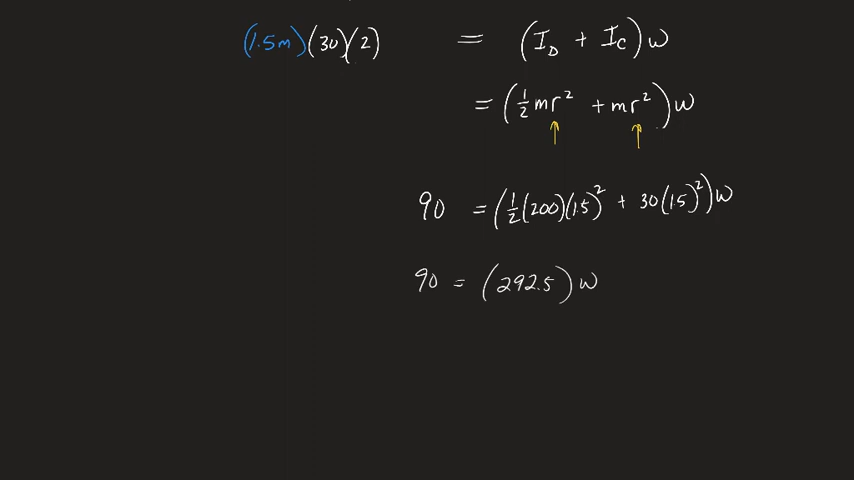 (1.5m)(30)(2) = (I_D + I_C)w
= (½mr² + mr²)w
↑ ↑
90 = (½(200)(1.5)² + 30(1.5)²)w
90 = (292.5)w